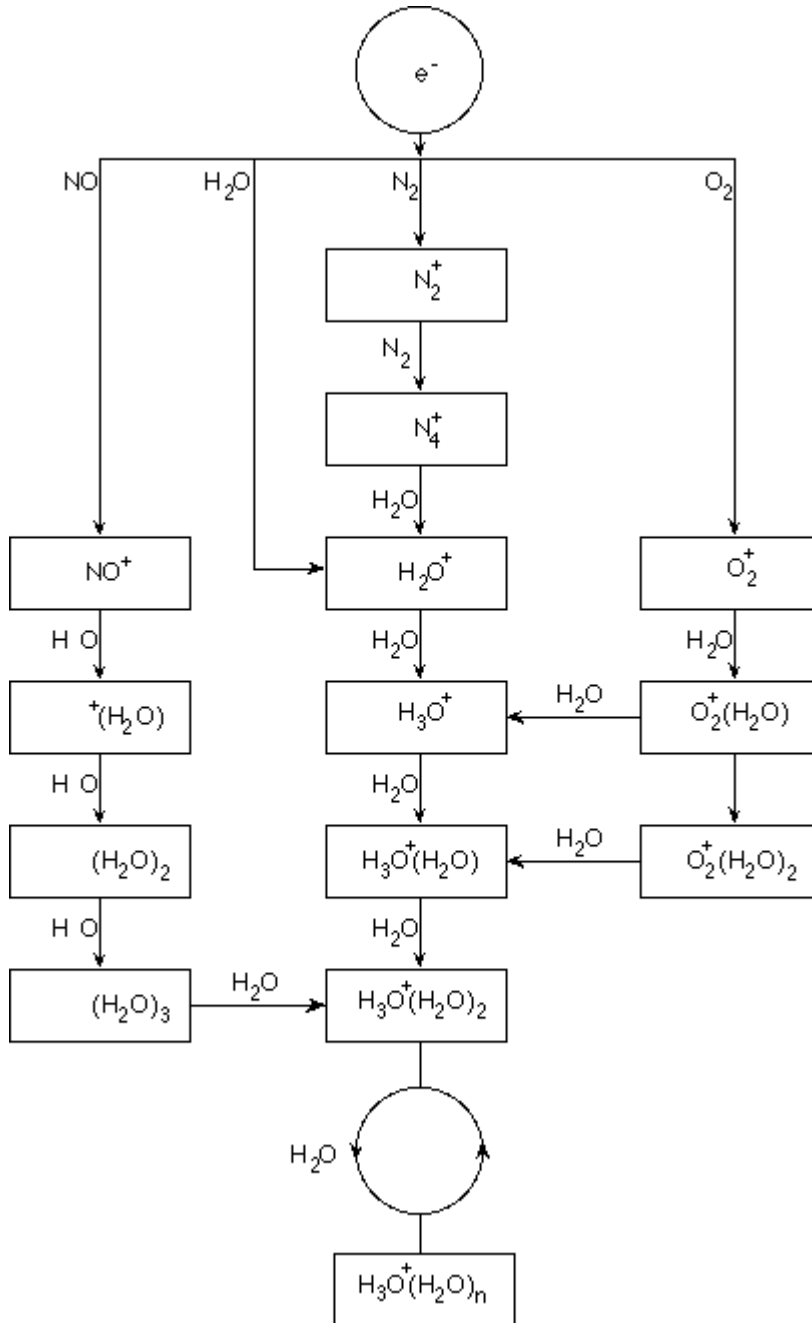 e⁻
NO
H₂O
N₂
O₂
N₂⁺
N₂
N₄⁺
H₂O
NO⁺
H₂O⁺
O₂⁺
H O
H₂O
H₂O
⁺(H₂O)
H₃O⁺
H₂O
O₂⁺(H₂O)
H O
H₂O
(H₂O)₂
H₃O⁺(H₂O)
H₂O
O₂⁺(H₂O)₂
H O
H₂O
(H₂O)₃
H₂O
H₃O⁺(H₂O)₂
H₂O
H₃O⁺(H₂O)ₙ